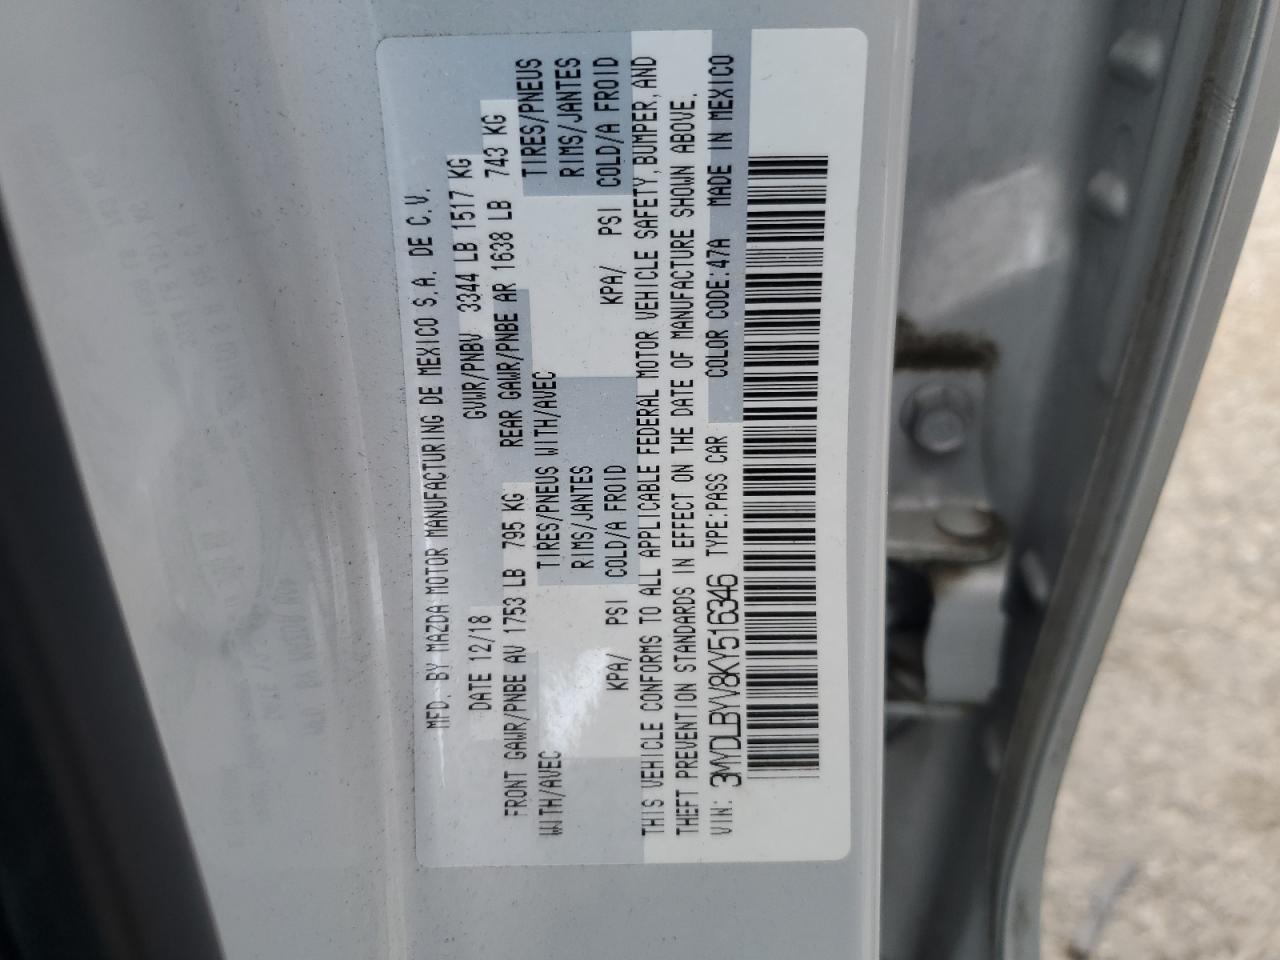 MFD. BY MAZDA MOTOR MANUFACTURING DE MEXICO S.A. DE C.V.
DATE 12/18 GVWR/PNBV 3344 LB 1517 KG
FRONT GAWR/PNBE AV 1753 LB 795 KG REAR GAWR/PNBE AR 1638 LB 743 KG
WITH/AVEC TIRES/PNEUS WITH/AVEC TIRES/PNEUS
RIMS/JANTES RIMS/JANTES
KPA/ PSI COLD/A FROID KPA/ PSI COLD/A FROID
THIS VEHICLE CONFORMS TO ALL APPLICABLE FEDERAL MOTOR VEHICLE SAFETY, BUMPER, AND
THEFT PREVENTION STANDARDS IN EFFECT ON THE DATE OF MANUFACTURE SHOWN ABOVE.
VIN: 3MYDLBYV8KY516346 TYPE:PASS CAR COLOR CODE:47A MADE IN MEXICO